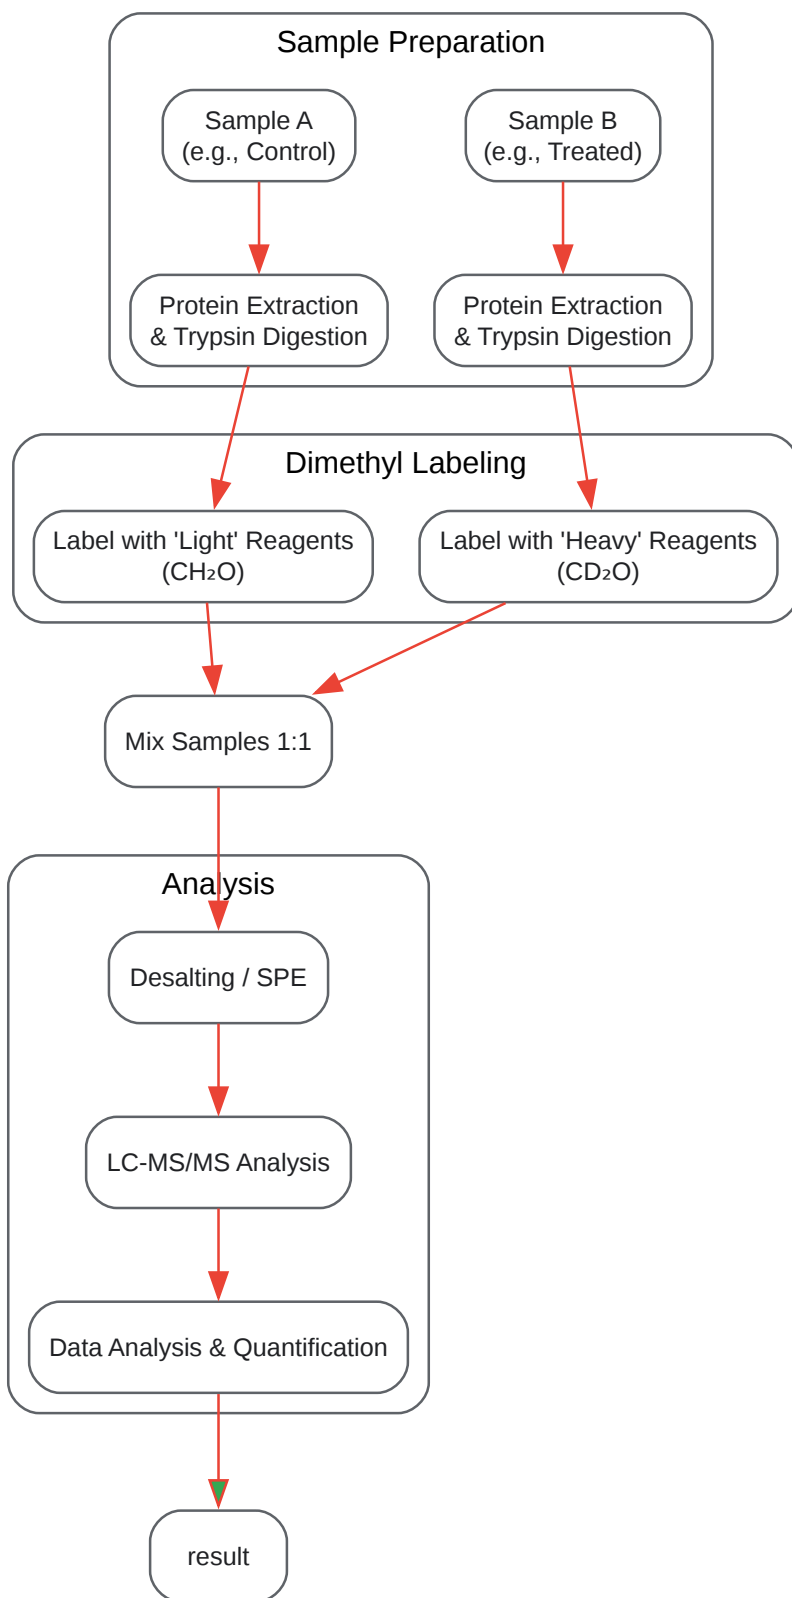 Sample Preparation
Sample A
(e.g., Control)
Sample B
(e.g., Treated)
Protein Extraction
& Trypsin Digestion
Protein Extraction
& Trypsin Digestion
Dimethyl Labeling
Label with 'Light' Reagents
(CH₂O)
Label with 'Heavy' Reagents
(CD₂O)
Mix Samples 1:1
Analysis
Desalting / SPE
LC-MS/MS Analysis
Data Analysis & Quantification
result